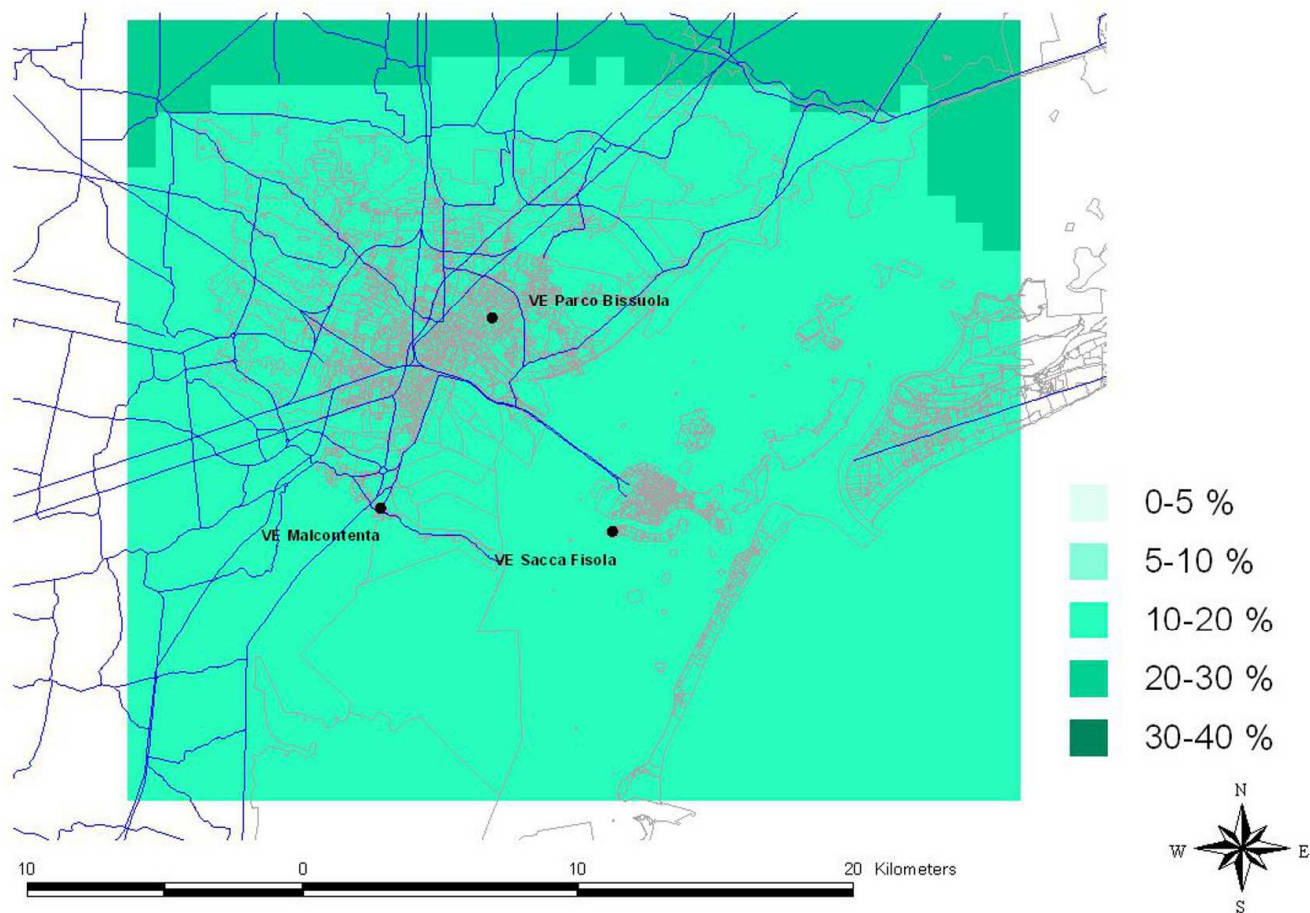 VE Parco Bissuola
VE Malcontenta
VE Sacca Fisola
0-5 %
5-10 %
10-20 %
20-30 %
30-40 %
N
W E
S
10 0 10 20 Kilometers